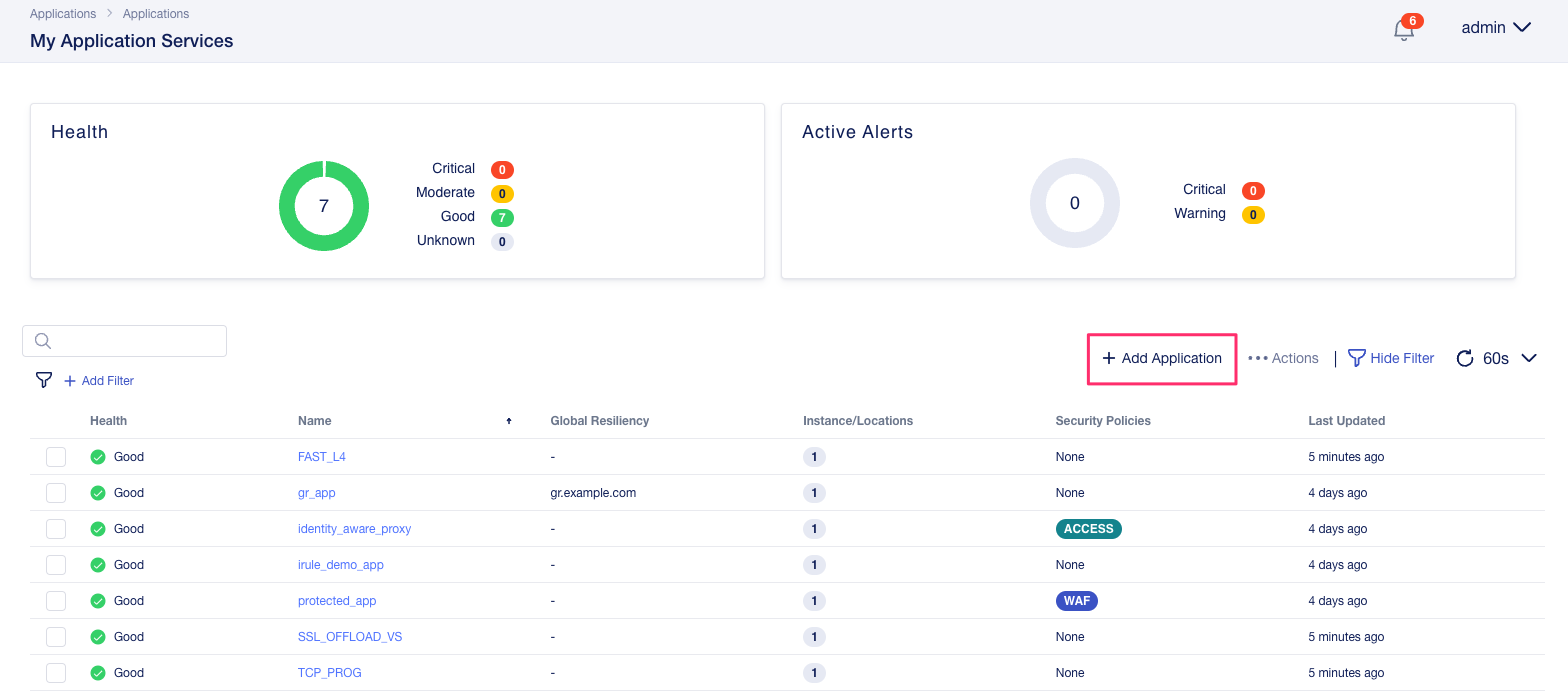 Applications > Applications
My Application Services
6
admin
Health
7
Critical 0
Moderate 0
Good 7
Unknown 0
Active Alerts
0
Critical 0
Warning 0
+ Add Application
••• Actions | Hide Filter 60s
+ Add Filter
Health Name Global Resiliency Instance/Locations Security Policies Last Updated
Good FAST_L4 - 1 None 5 minutes ago
Good gr_app gr.example.com 1 None 4 days ago
Good identity_aware_proxy - 1 ACCESS 4 days ago
Good irule_demo_app - 1 None 4 days ago
Good protected_app - 1 WAF 4 days ago
Good SSL_OFFLOAD_VS - 1 None 5 minutes ago
Good TCP_PROG - 1 None 5 minutes ago